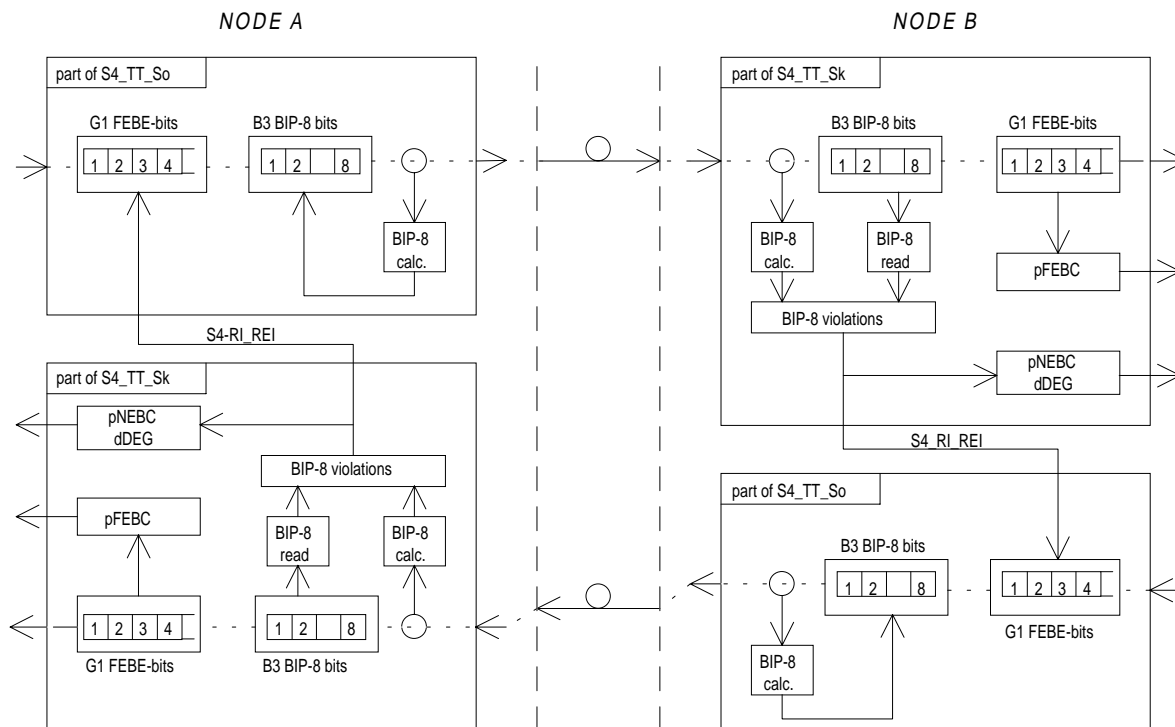 NODE A
NODE B
part of S4_TT_So
G1 FEBE-bits
B3 BIP-8 bits
1 2 3 4
1 2 8
BIP-8
calc.
S4-RI_REI
part of S4_TT_Sk
pNEBC
dDEG
BIP-8 violations
pFEBC
BIP-8
read
BIP-8
calc.
1 2 3 4
1 2 8
G1 FEBE-bits
B3 BIP-8 bits
part of S4_TT_Sk
B3 BIP-8 bits
G1 FEBE-bits
1 2 8
1 2 3 4
BIP-8
calc.
BIP-8
read
pFEBC
BIP-8 violations
pNEBC
dDEG
S4_RI_REI
part of S4_TT_So
B3 BIP-8 bits
1 2 8
1 2 3 4
G1 FEBE-bits
BIP-8
calc.